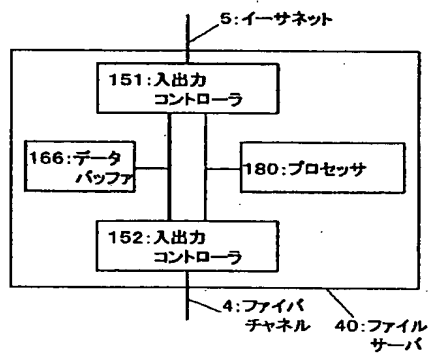 5:イーサネット
151:入出力
コントローラ
166:データ
バッファ
180:プロセッサ
152:入出力
コントローラ
4:ファイバ
チャネル
40:ファイル
サーバ